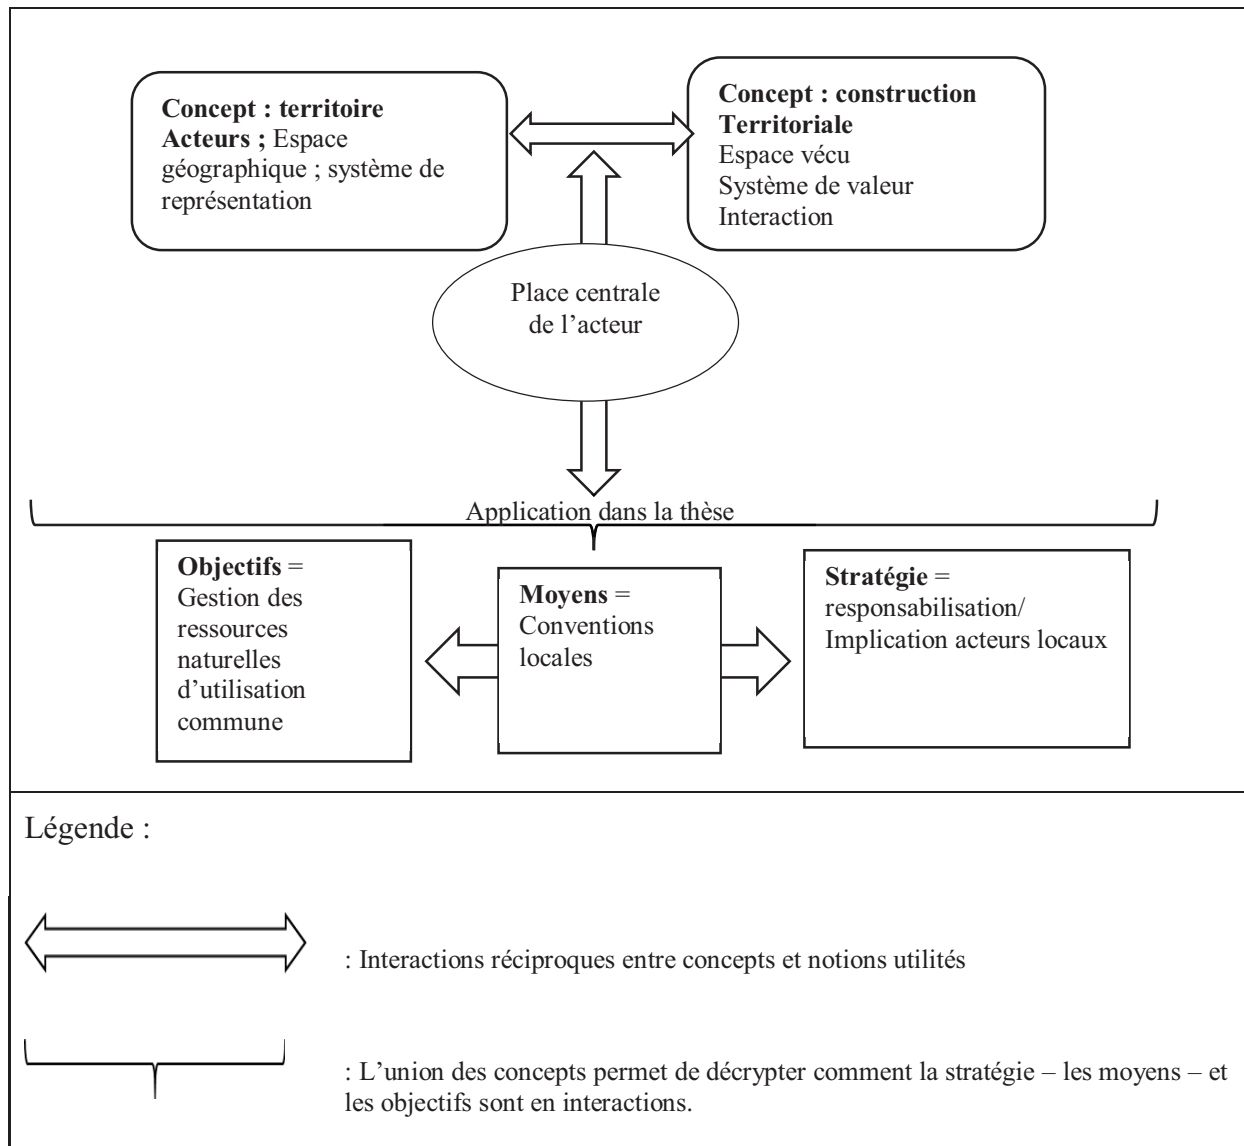 Concept : territoire
Acteurs ; Espace
géographique ; système de
représentation
Concept : construction
Territoriale
Espace vécu
Système de valeur
Interaction
Place centrale
de l’acteur
Application dans la thèse
Objectifs =
Gestion des
ressources
naturelles
d’utilisation
commune
Moyens =
Conventions
locales
Stratégie =
responsabilisation/
Implication acteurs locaux
Légende :
: Interactions réciproques entre concepts et notions utilités
: L’union des concepts permet de décrypter comment la stratégie – les moyens – et
les objectifs sont en interactions.